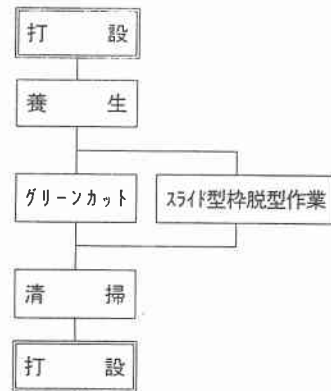 打設
養生
グリーンカット
スライド型枠脱型作業
清掃
打設